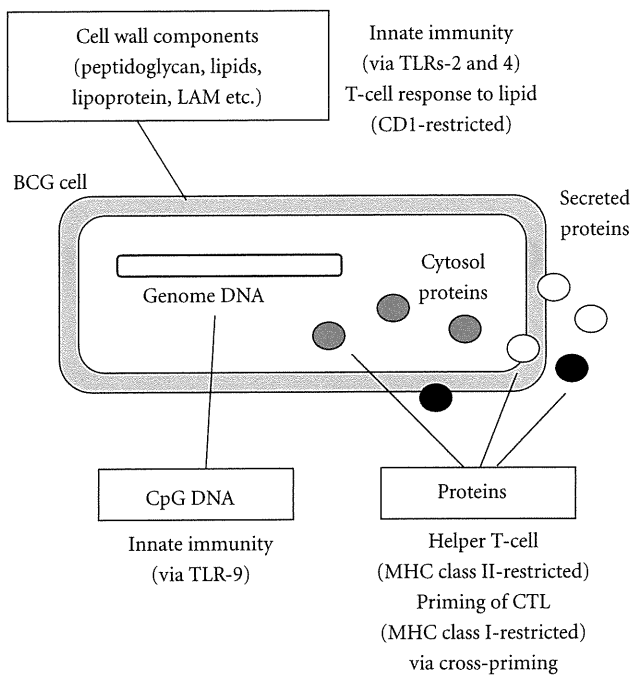 Cell wall components
(peptidoglycan, lipids,
lipoprotein, LAM etc.)
Innate immunity
(via TLRs-2 and 4)
T-cell response to lipid
(CD1-restricted)
BCG cell
Secreted
proteins
Cytosol
proteins
Genome DNA
CpG DNA
Innate immunity
(via TLR-9)
Proteins
Helper T-cell
(MHC class II-restricted)
Priming of CTL
(MHC class I-restricted)
via cross-priming